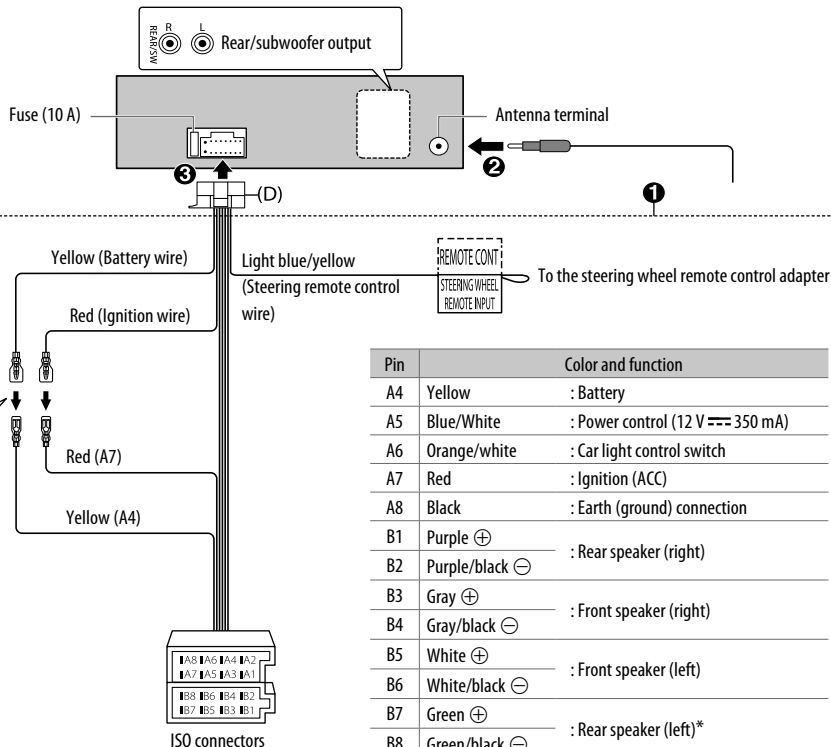 R L
REAR/SW
Rear/subwoofer output
Fuse (10 A)
Antenna terminal
❸
❷
(D)
❶
Yellow (Battery wire)
Light blue/yellow
(Steering remote control
wire)
REMOTE CONT
STEERING WHEEL
REMOTE INPUT
To the steering wheel remote control adapter
Red (Ignition wire)
Red (A7)
Yellow (A4)
Pin Color and function
A4 Yellow : Battery
A5 Blue/White : Power control (12 V ⎓ 350 mA)
A6 Orange/white : Car light control switch
A7 Red : Ignition (ACC)
A8 Black : Earth (ground) connection
B1 Purple ⊕
: Rear speaker (right)
B2 Purple/black ⊖
B3 Gray ⊕
: Front speaker (right)
B4 Gray/black ⊖
B5 White ⊕
: Front speaker (left)
B6 White/black ⊖
B7 Green ⊕
: Rear speaker (left)*
B8 Green/black ⊖
A8 A6 A4 A2
A7 A5 A3 A1
B8 B6 B4 B2
B7 B5 B3 B1
ISO connectors